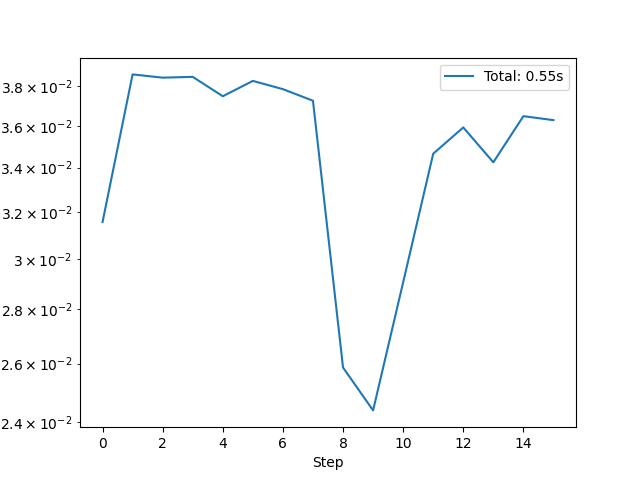 Total: 0.55s
3.8 × 10⁻²
3.6 × 10⁻²
3.4 × 10⁻²
3.2 × 10⁻²
3 × 10⁻²
2.8 × 10⁻²
2.6 × 10⁻²
2.4 × 10⁻²
0 2 4 6 8 10 12 14
Step